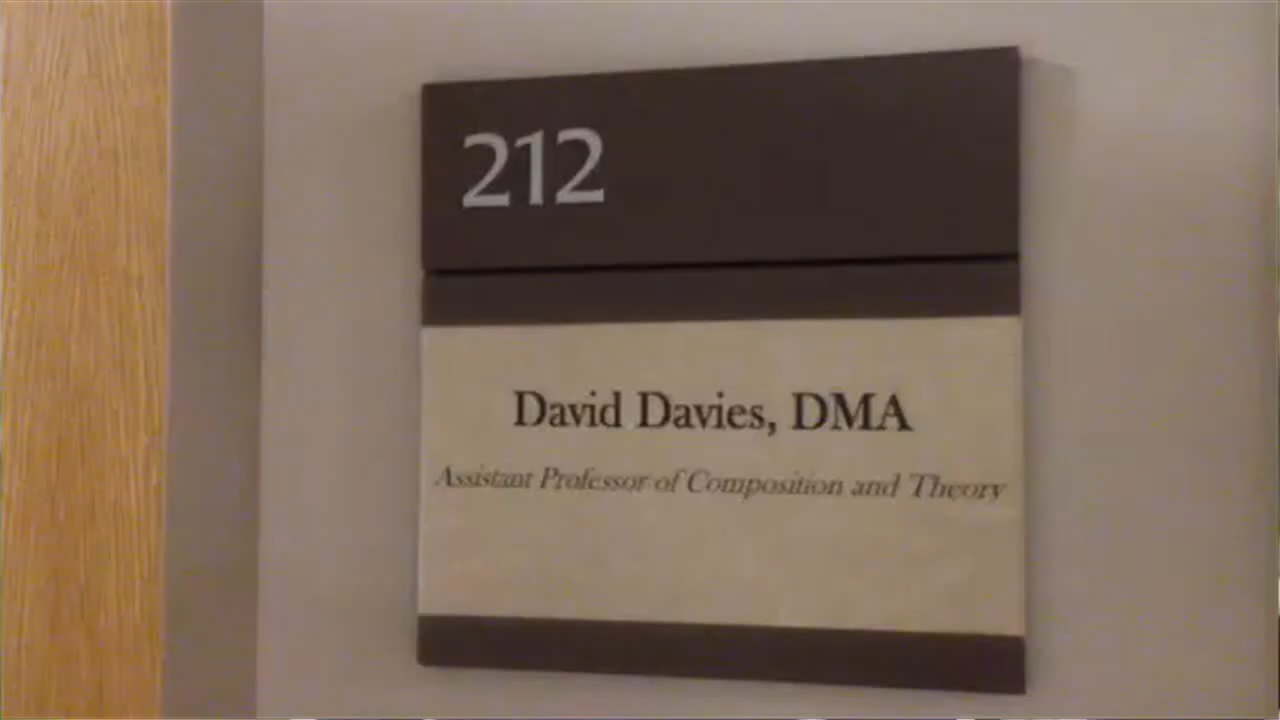 212
David Davies, DMA
Assistant Professor of Composition and Theory